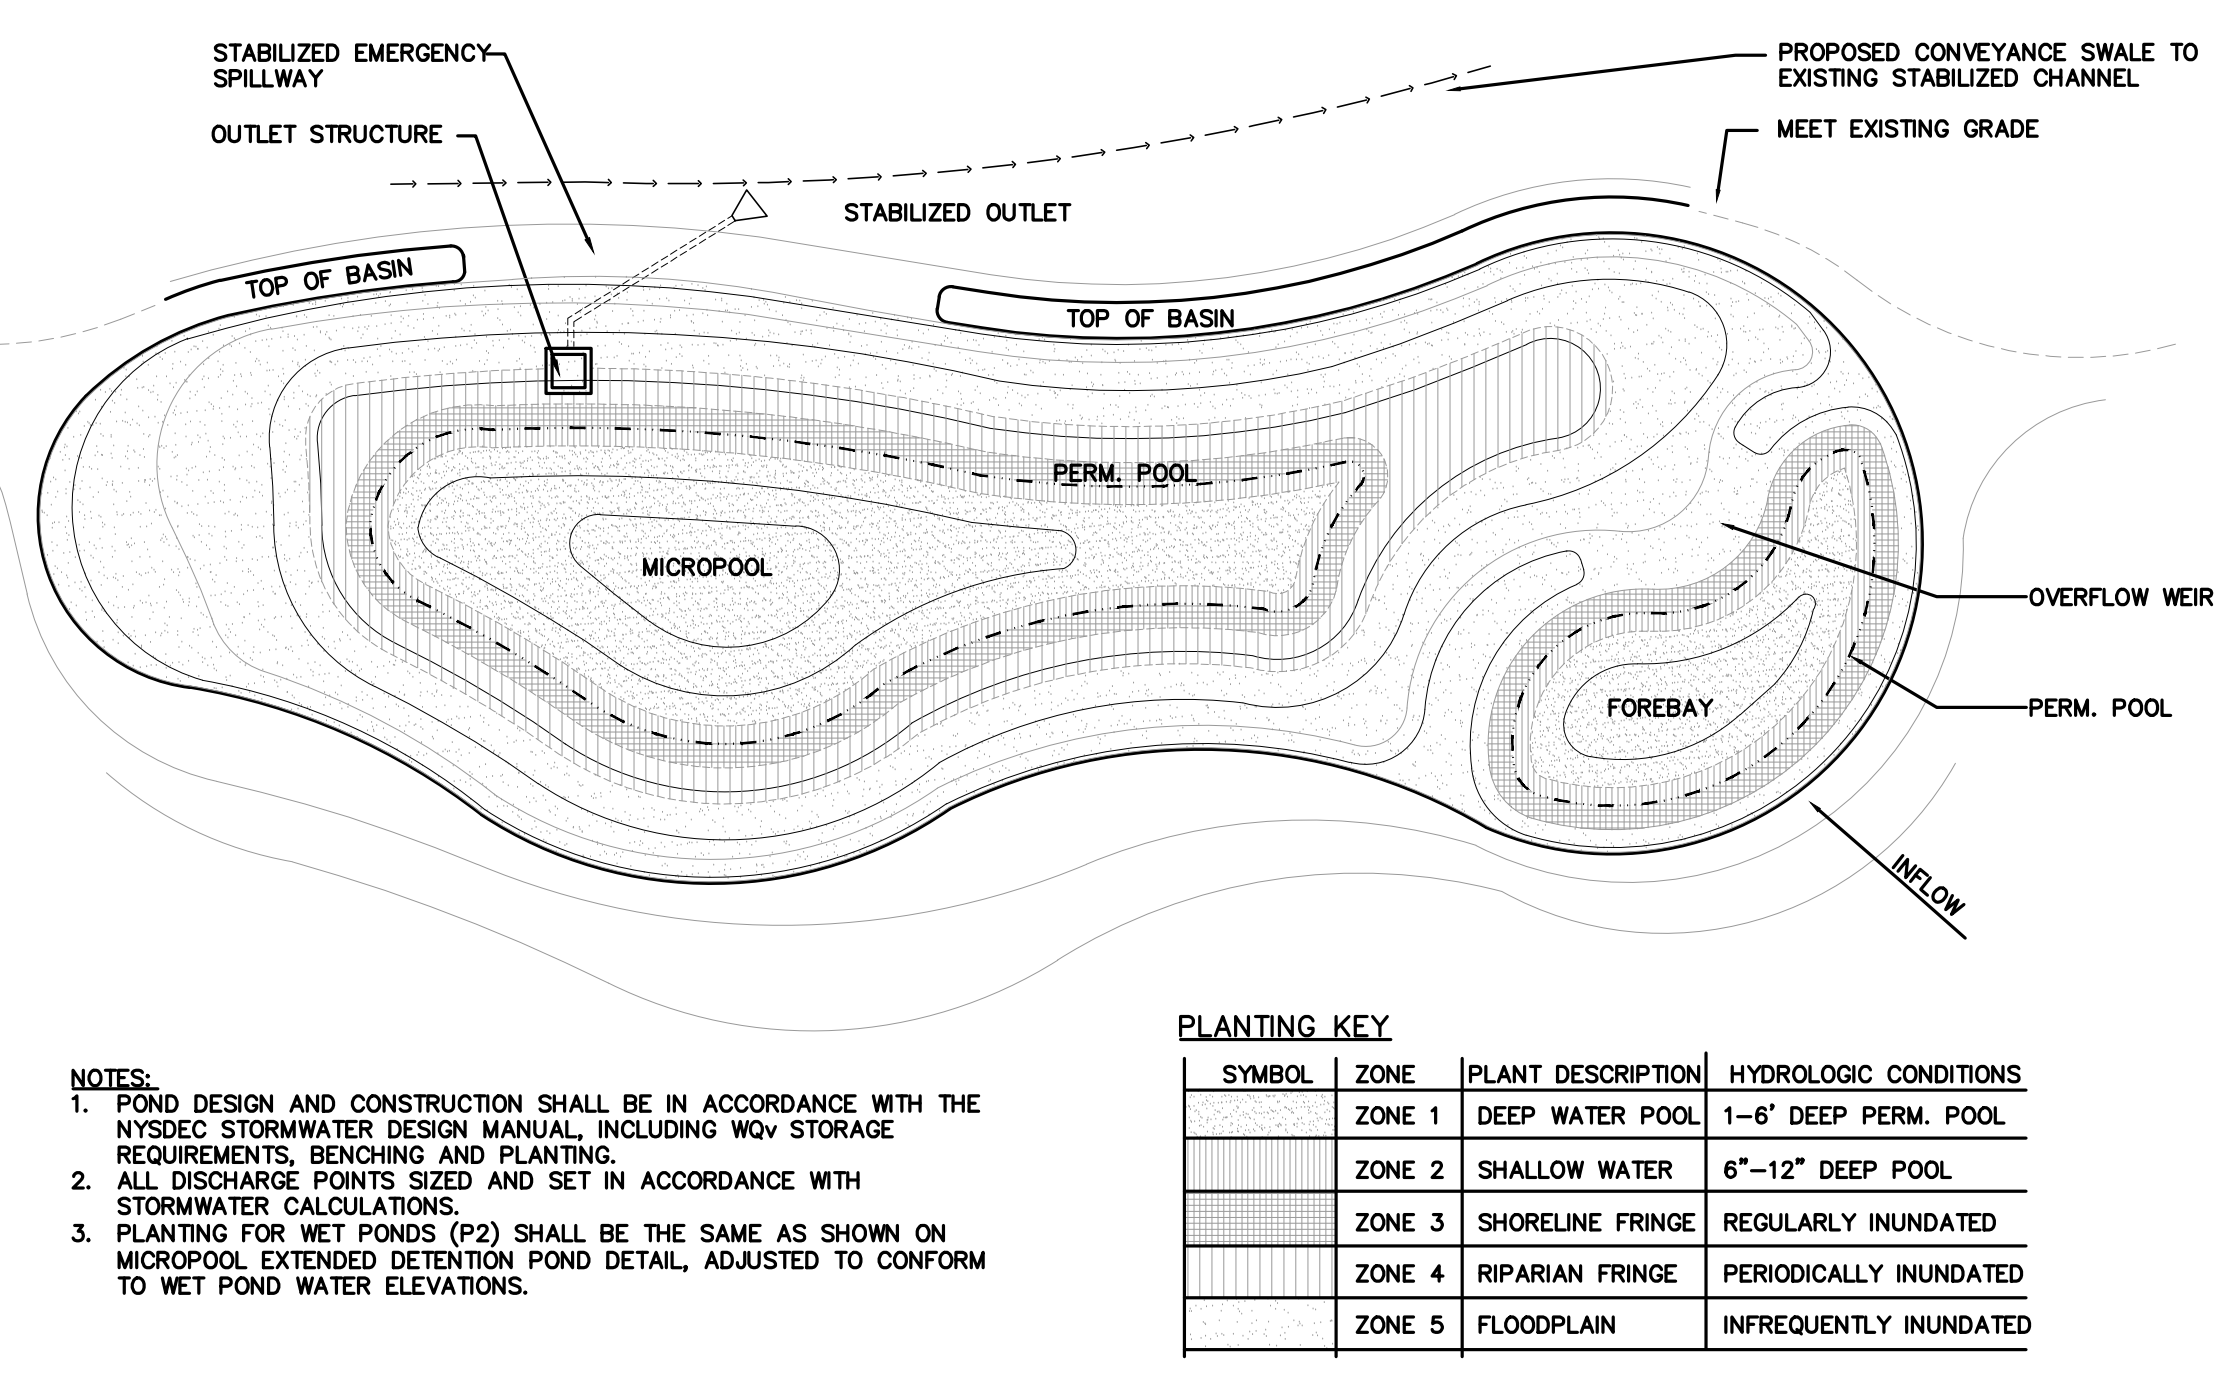 STABILIZED EMERGENCY
SPILLWAY
PROPOSED CONVEYANCE SWALE TO
EXISTING STABILIZED CHANNEL
OUTLET STRUCTURE
MEET EXISTING GRADE
STABILIZED OUTLET
TOP OF BASIN
TOP OF BASIN
PERM. POOL
MICROPOOL
OVERFLOW WEIR
FOREBAY
PERM. POOL
INFLOW
PLANTING KEY
SYMBOL ZONE PLANT DESCRIPTION HYDROLOGIC CONDITIONS
ZONE 1 DEEP WATER POOL 1-6' DEEP PERM. POOL
ZONE 2 SHALLOW WATER 6"-12" DEEP POOL
ZONE 3 SHORELINE FRINGE REGULARLY INUNDATED
ZONE 4 RIPARIAN FRINGE PERIODICALLY INUNDATED
ZONE 5 FLOODPLAIN INFREQUENTLY INUNDATED
NOTES:
1. POND DESIGN AND CONSTRUCTION SHALL BE IN ACCORDANCE WITH THE
NYSDEC STORMWATER DESIGN MANUAL, INCLUDING WQv STORAGE
REQUIREMENTS, BENCHING AND PLANTING.
2. ALL DISCHARGE POINTS SIZED AND SET IN ACCORDANCE WITH
STORMWATER CALCULATIONS.
3. PLANTING FOR WET PONDS (P2) SHALL BE THE SAME AS SHOWN ON
MICROPOOL EXTENDED DETENTION POND DETAIL, ADJUSTED TO CONFORM
TO WET POND WATER ELEVATIONS.